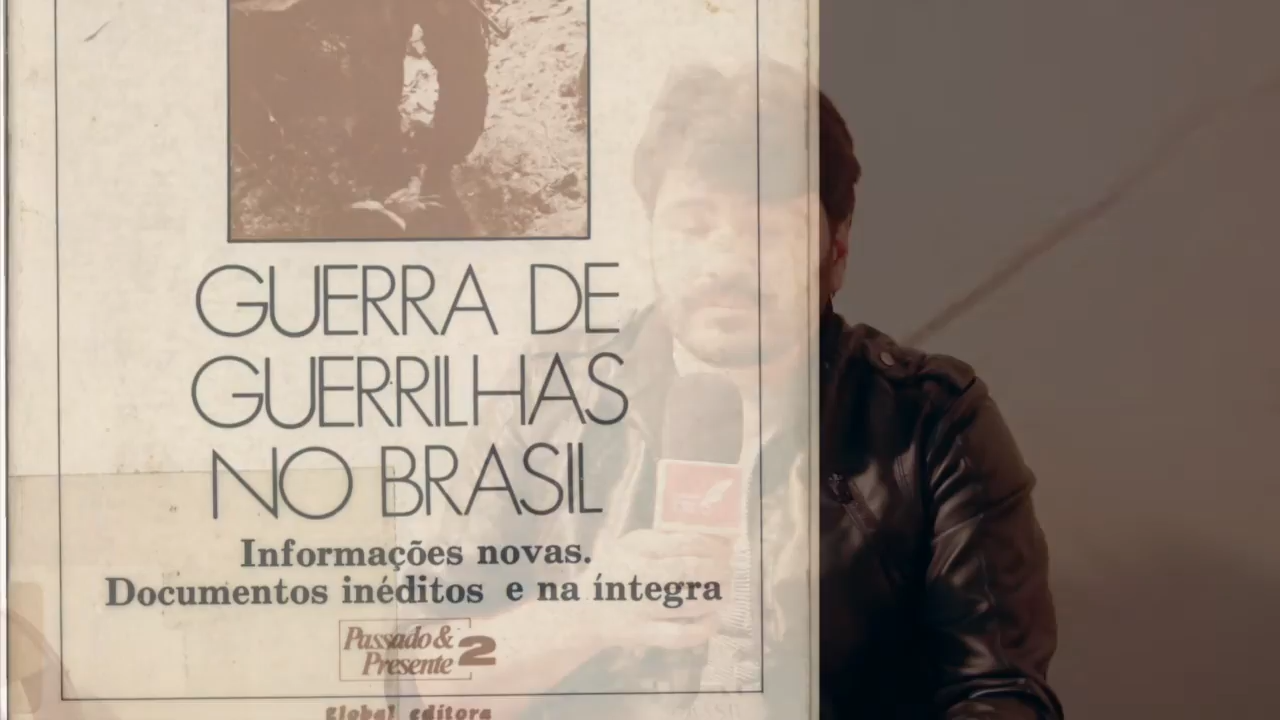 GUERRA DE
GUERRILHAS
NO BRASIL
Informações novas.
Documentos inéditos e na íntegra
Passado &
Presente 2
Global editora